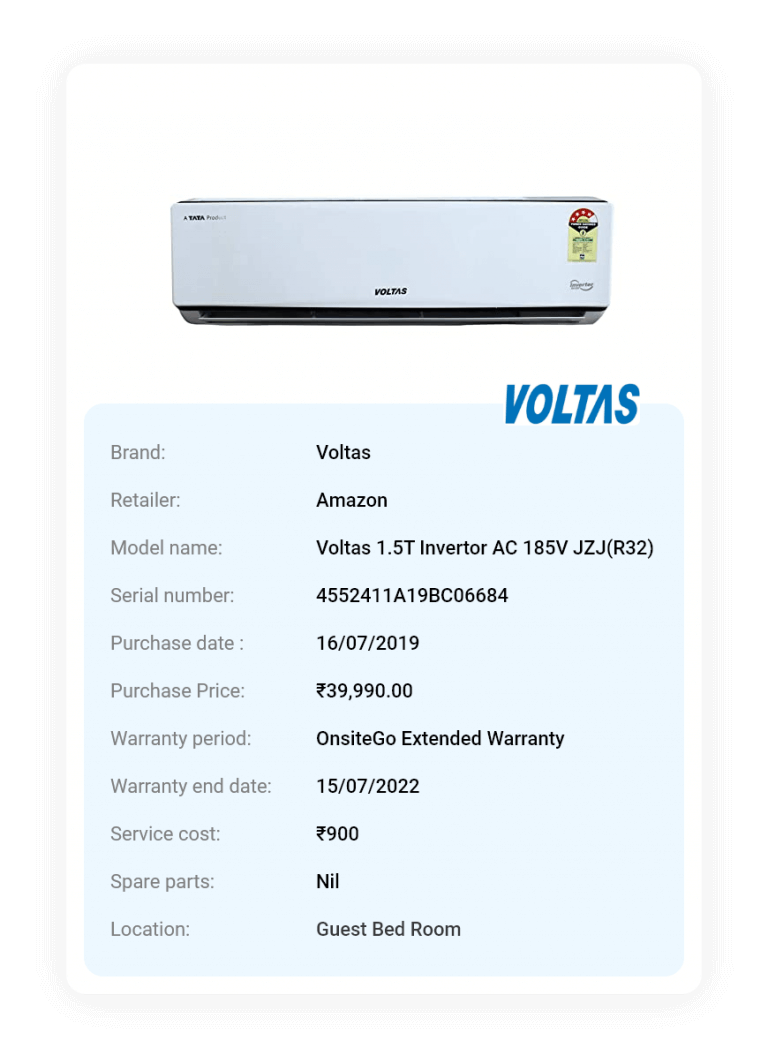 A TATA Product
VOLTAS
VOLTAS
Brand: Voltas
Retailer: Amazon
Model name: Voltas 1.5T Invertor AC 185V JZJ(R32)
Serial number: 4552411A19BC06684
Purchase date : 16/07/2019
Purchase Price: ₹39,990.00
Warranty period: OnsiteGo Extended Warranty
Warranty end date: 15/07/2022
Service cost: ₹900
Spare parts: Nil
Location: Guest Bed Room